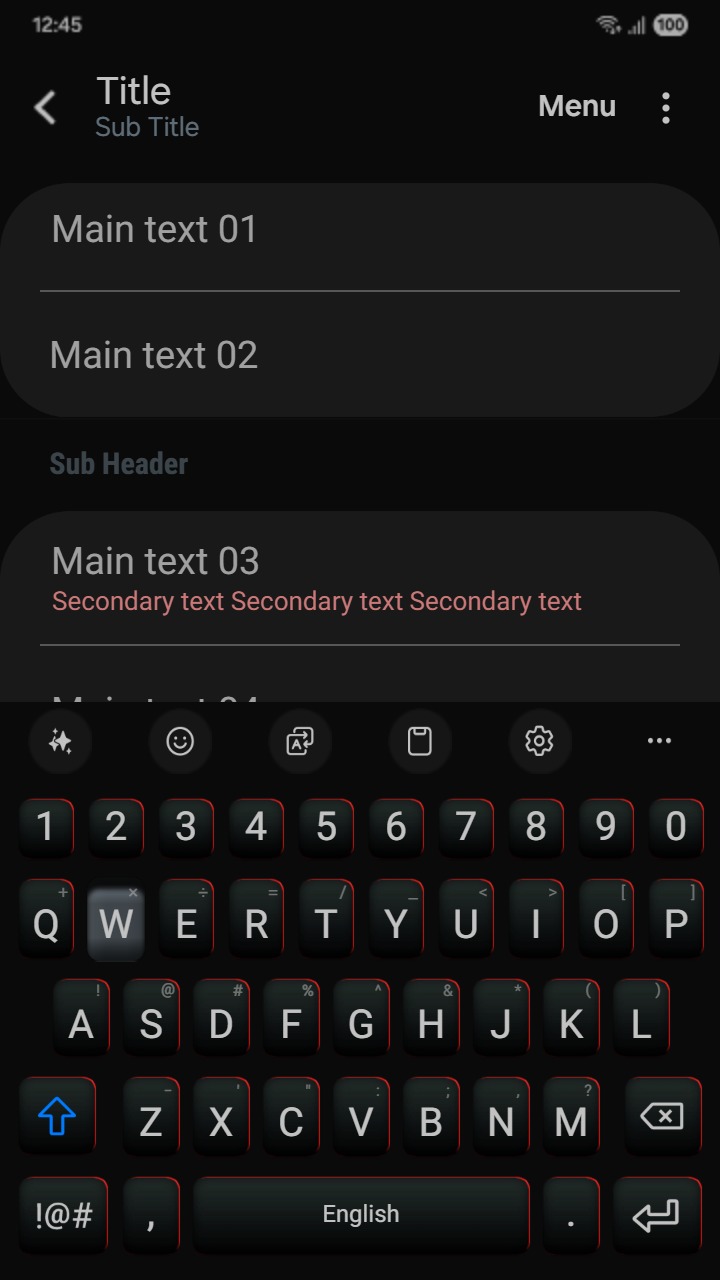 12:45
100
Title
Sub Title
Menu
Main text 01
Main text 02
Sub Header
Main text 03
Secondary text Secondary text Secondary text
1 2 3 4 5 6 7 8 9 0
+ × ÷ = / _ < > [ ]
Q W E R T Y U I O P
! @ # % ^ & * ( )
A S D F G H J K L
- ' " : ; , ?
Z X C V B N M
!@# , English .